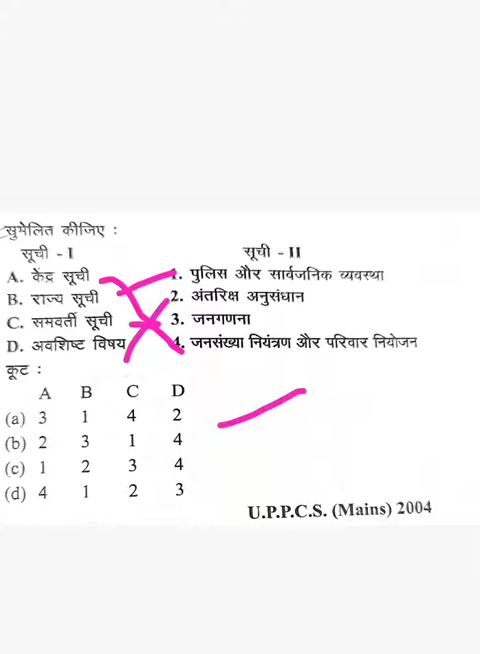 सुमेलित कीजिए :
सूची - I सूची - II
A. केंद्र सूची 1. पुलिस और सार्वजनिक व्यवस्था
B. राज्य सूची 2. अंतरिक्ष अनुसंधान
C. समवर्ती सूची 3. जनगणना
D. अवशिष्ट विषय 4. जनसंख्या नियंत्रण और परिवार नियोजन
कूट :
A B C D
(a) 3 1 4 2
(b) 2 3 1 4
(c) 1 2 3 4
(d) 4 1 2 3
U.P.P.C.S. (Mains) 2004